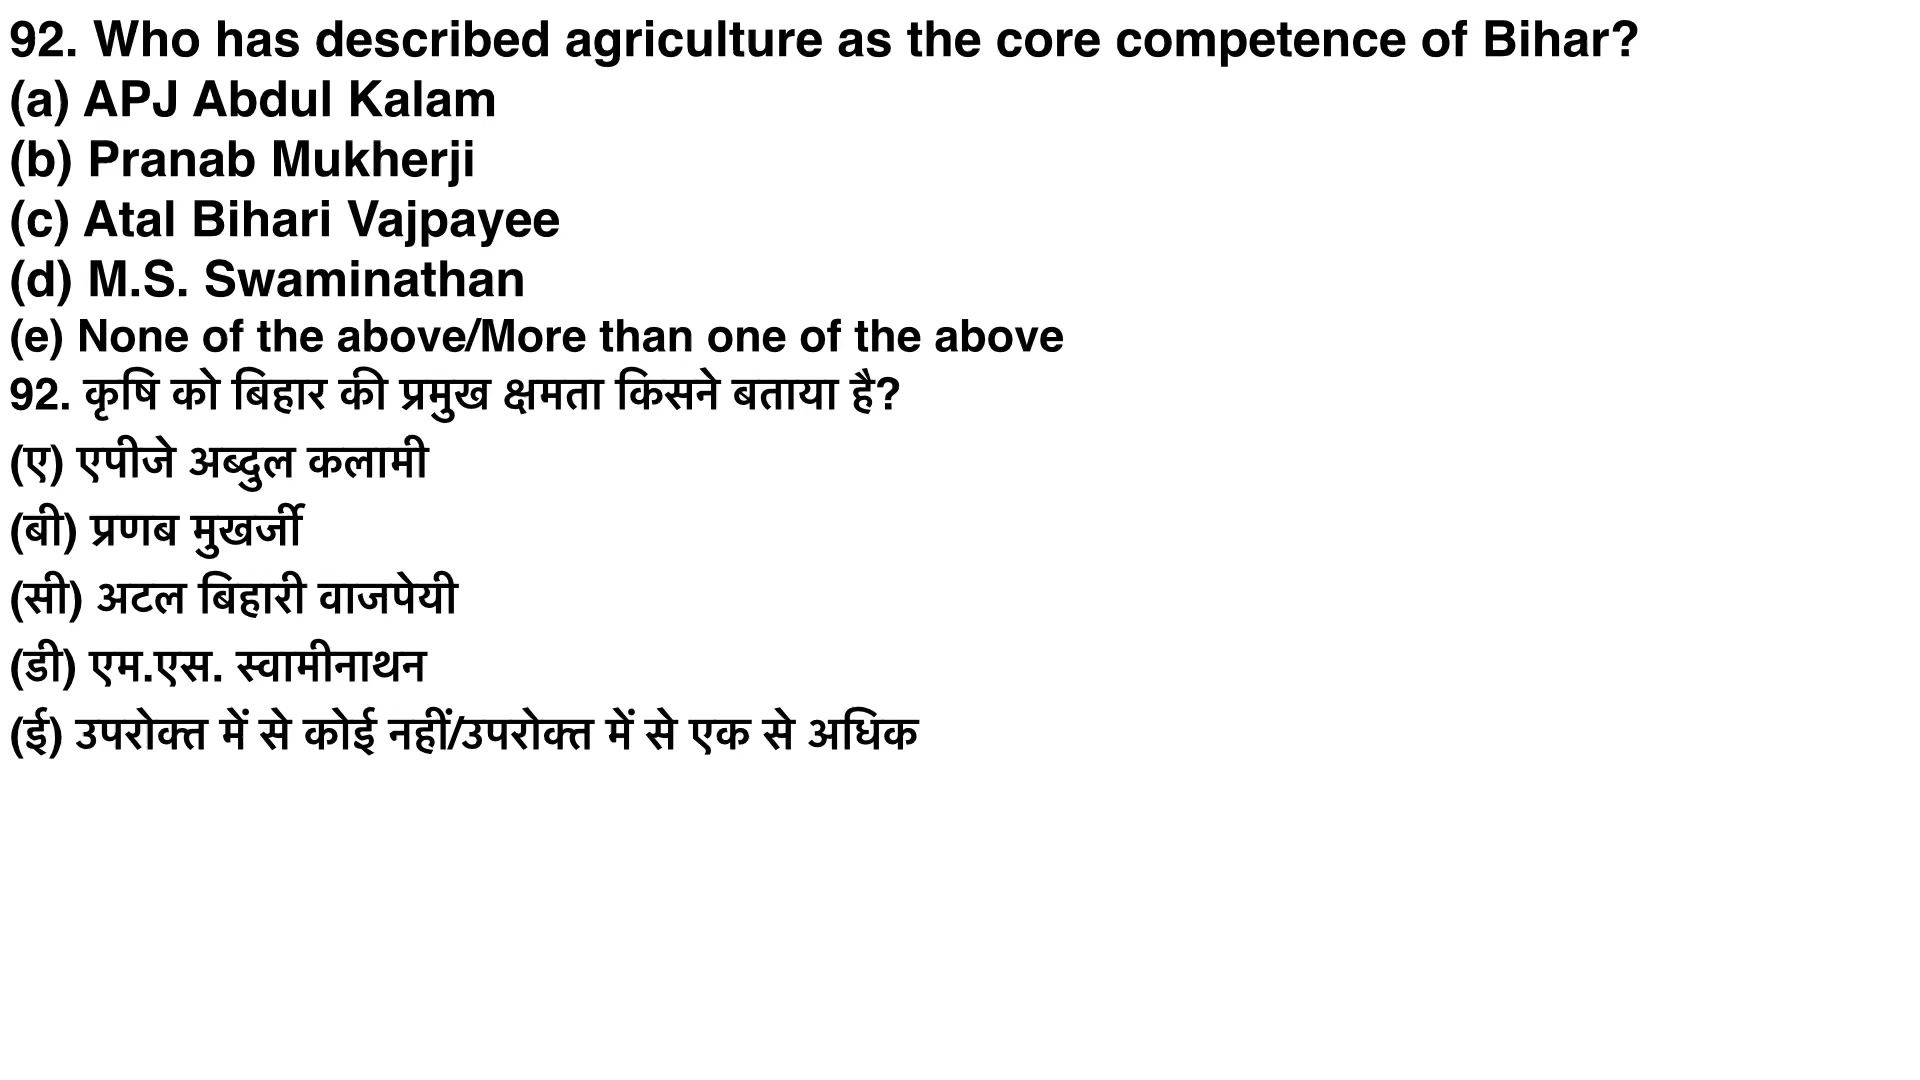 92. Who has described agriculture as the core competence of Bihar?
(a) APJ Abdul Kalam
(b) Pranab Mukherji
(c) Atal Bihari Vajpayee
(d) M.S. Swaminathan
(e) None of the above/More than one of the above
92. कृषि को बिहार की प्रमुख क्षमता किसने बताया है?
(ए) एपीजे अब्दुल कलामी
(बी) प्रणब मुखर्जी
(सी) अटल बिहारी वाजपेयी
(डी) एम.एस. स्वामीनाथन
(ई) उपरोक्त में से कोई नहीं/उपरोक्त में से एक से अधिक